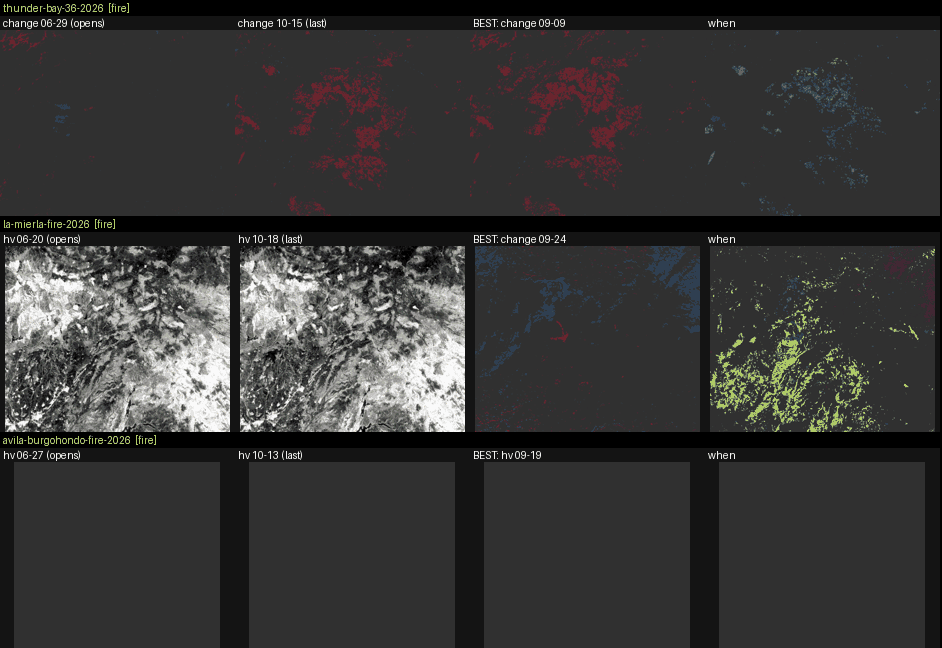 thunder-bay-36-2026 [fire]
change 06-29 (opens) change 10-15 (last) BEST: change 09-09 when
la-mierla-fire-2026 [fire]
hv 06-20 (opens) hv 10-18 (last) BEST: change 09-24 when
avila-burgohondo-fire-2026 [fire]
hv 06-27 (opens) hv 10-13 (last) BEST: hv 09-19 when